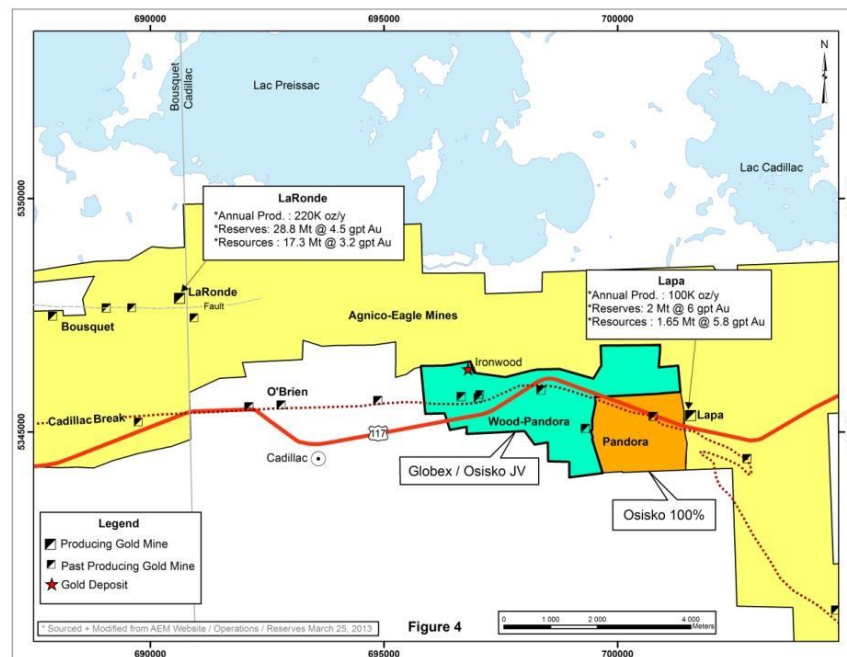 690000
695000
700000
N
Bousquet
Cadillac
Lac Preissac
Lac Cadillac
5350000
LaRonde
*Annual Prod. : 220K oz/y
*Reserves: 28.8 Mt @ 4.5 gpt Au
*Resources : 17.3 Mt @ 3.2 gpt Au
Lapa
*Annual Prod. : 100K oz/y
*Reserves: 2 Mt @ 6 gpt Au
*Resources : 1.65 Mt @ 5.8 gpt Au
LaRonde
Fault
Bousquet
Agnico-Eagle Mines
Ironwood
O'Brien
Cadillac Break
Wood-Pandora
Lapa
Pandora
5345000
117
Cadillac
Globex / Osisko JV
Osisko 100%
Legend
Producing Gold Mine
Past Producing Gold Mine
Gold Deposit
* Sourced + Modified from AEM Website / Operations / Reserves March 25, 2013
Figure 4
0 1 000 2 000 4 000
Meters
690000
695000
700000